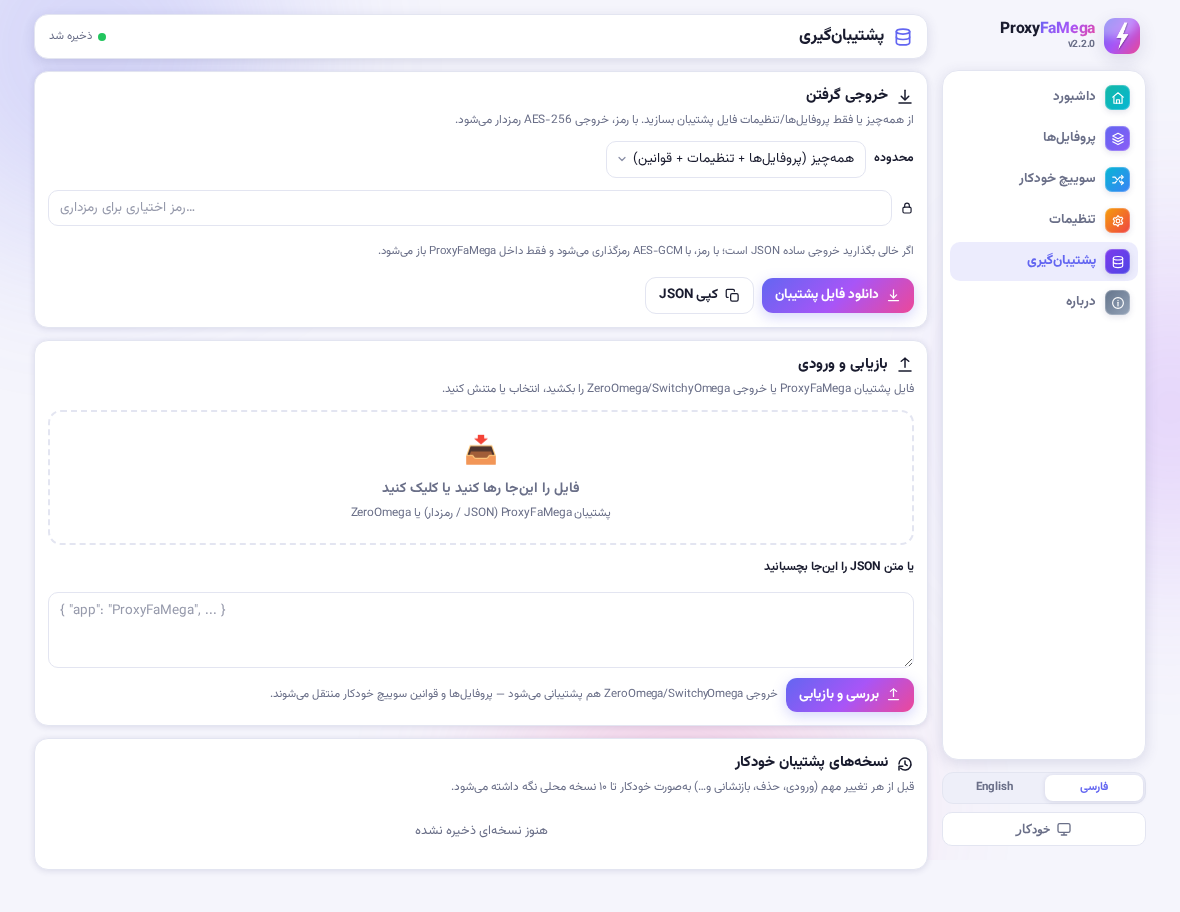 ProxyFaMega
v2.2.0
داشبورد
پروفایل‌ها
سوییچ خودکار
تنظیمات
پشتیبان‌گیری
درباره
فارسی
English
خودکار
پشتیبان‌گیری
ذخیره شد
خروجی گرفتن
از همه‌چیز یا فقط پروفایل‌ها/تنظیمات فایل پشتیبان بسازید. با رمز، خروجی AES-256 رمزدار می‌شود.
محدوده
همه‌چیز (پروفایل‌ها + تنظیمات + قوانین)
رمز اختیاری برای رمزداری...
اگر خالی بگذارید خروجی ساده JSON است؛ با رمز، با AES-GCM رمزگذاری می‌شود و فقط داخل ProxyFaMega باز می‌شود.
دانلود فایل پشتیبان
کپی JSON
بازیابی و ورودی
فایل پشتیبان ProxyFaMega یا خروجی ZeroOmega/SwitchyOmega را بکشید، انتخاب یا متنش کنید.
فایل را این‌جا رها کنید یا کلیک کنید
پشتیبان ProxyFaMega (JSON / رمزدار) یا ZeroOmega
یا متن JSON را این‌جا بچسبانید
{ "app": "ProxyFaMega", ... }
بررسی و بازیابی
خروجی ZeroOmega/SwitchyOmega هم پشتیبانی می‌شود — پروفایل‌ها و قوانین سوییچ خودکار منتقل می‌شوند.
نسخه‌های پشتیبان خودکار
قبل از هر تغییر مهم (ورودی، حذف، بازنشانی و…) به‌صورت خودکار تا ۱۰ نسخه محلی نگه داشته می‌شود.
هنوز نسخه‌ای ذخیره نشده